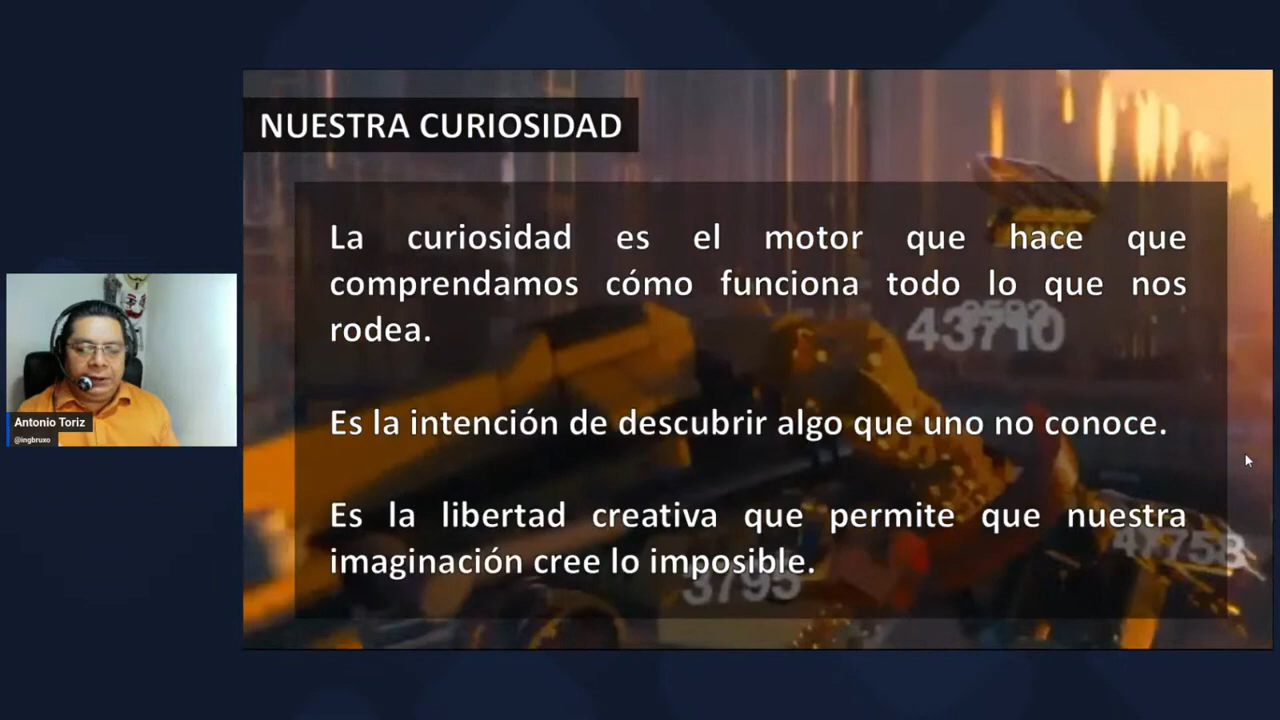 NUESTRA CURIOSIDAD
La curiosidad es el motor que hace que
comprendamos cómo funciona todo lo que nos
rodea.
Es la intención de descubrir algo que uno no conoce.
Es la libertad creativa que permite que nuestra
imaginación cree lo imposible.
43710
3795
Antonio Toriz
@ingbruxo